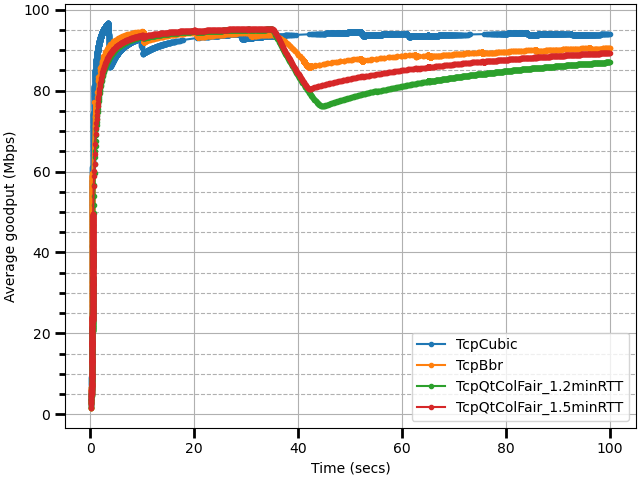 Average goodput (Mbps)
100
80
60
40
20
0
TcpCubic
TcpBbr
TcpQtColFair_1.2minRTT
TcpQtColFair_1.5minRTT
0 20 40 60 80 100
Time (secs)